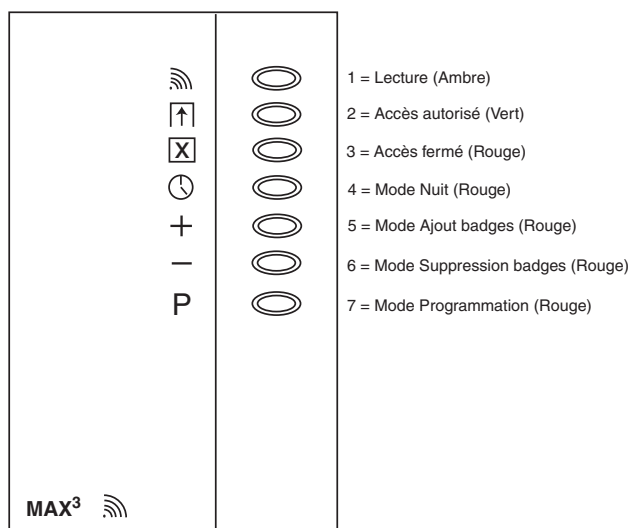 1 = Lecture (Ambre)
2 = Accès autorisé (Vert)
X 3 = Accès fermé (Rouge)
4 = Mode Nuit (Rouge)
+ 5 = Mode Ajout badges (Rouge)
− 6 = Mode Suppression badges (Rouge)
P 7 = Mode Programmation (Rouge)
MAX³